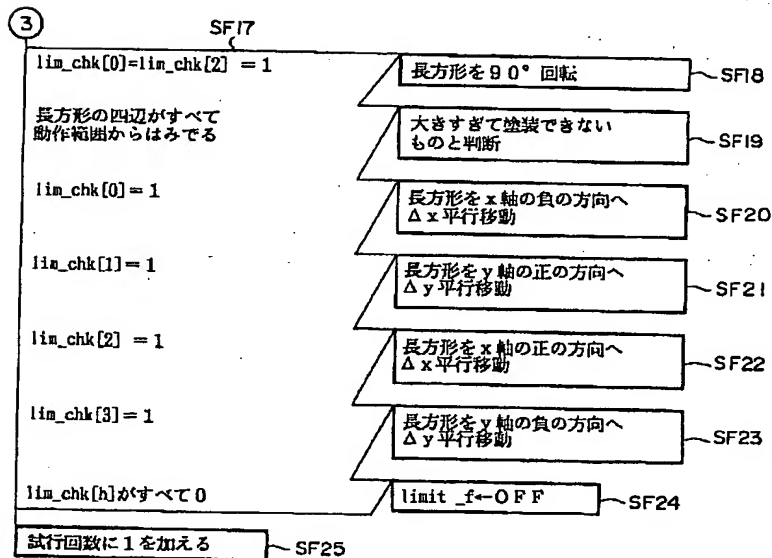 3
SF17
lim_chk[0]=lim_chk[2] =1
長方形を90°回転
SF18
長方形の四辺がすべて
動作範囲からはみでる
大きすぎて塗装できない
ものと判断
SF19
lim_chk[0]=1
長方形をx軸の負の方向へ
Δx平行移動
SF20
lim_chk[1]=1
長方形をy軸の正の方向へ
Δy平行移動
SF21
lim_chk[2] =1
長方形をx軸の正の方向へ
Δx平行移動
SF22
lim_chk[3]=1
長方形をy軸の負の方向へ
Δy平行移動
SF23
lim_chk[h]がすべて0
limit _f←OFF
SF24
試行回数に1を加える
SF25